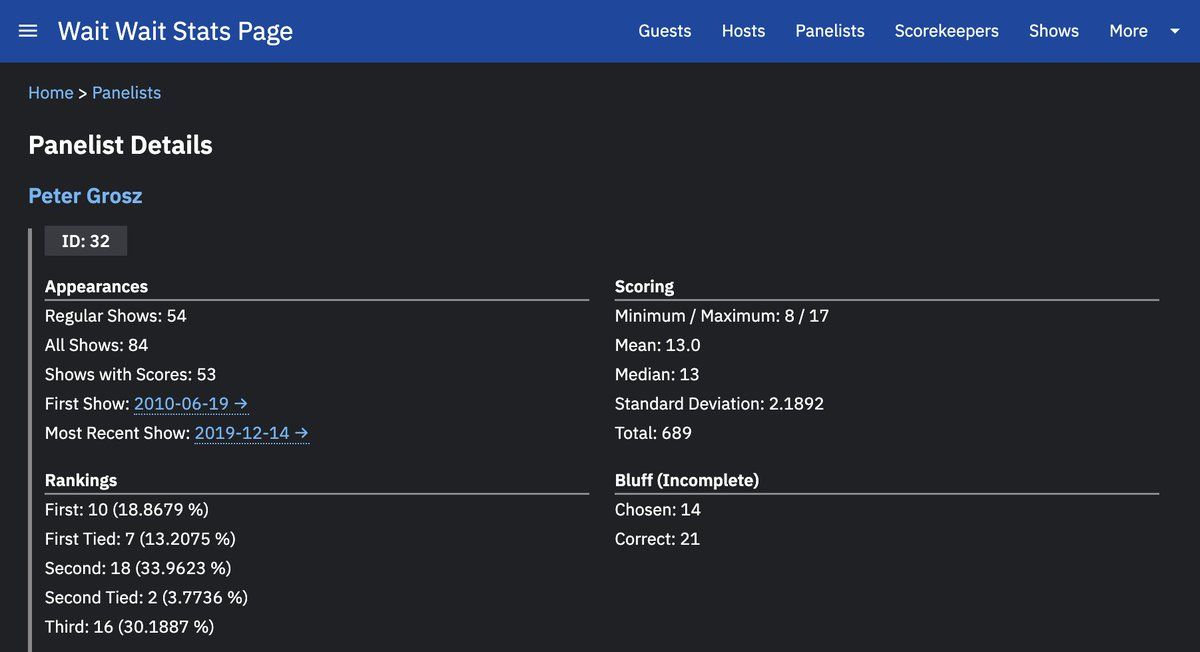 Wait Wait Stats Page
Guests Hosts Panelists Scorekeepers Shows More
Home > Panelists
Panelist Details
Peter Grosz
ID: 32
Appearances
Regular Shows: 54
All Shows: 84
Shows with Scores: 53
First Show: 2010-06-19 →
Most Recent Show: 2019-12-14 →
Scoring
Minimum / Maximum: 8 / 17
Mean: 13.0
Median: 13
Standard Deviation: 2.1892
Total: 689
Rankings
First: 10 (18.8679 %)
First Tied: 7 (13.2075 %)
Second: 18 (33.9623 %)
Second Tied: 2 (3.7736 %)
Third: 16 (30.1887 %)
Bluff (Incomplete)
Chosen: 14
Correct: 21